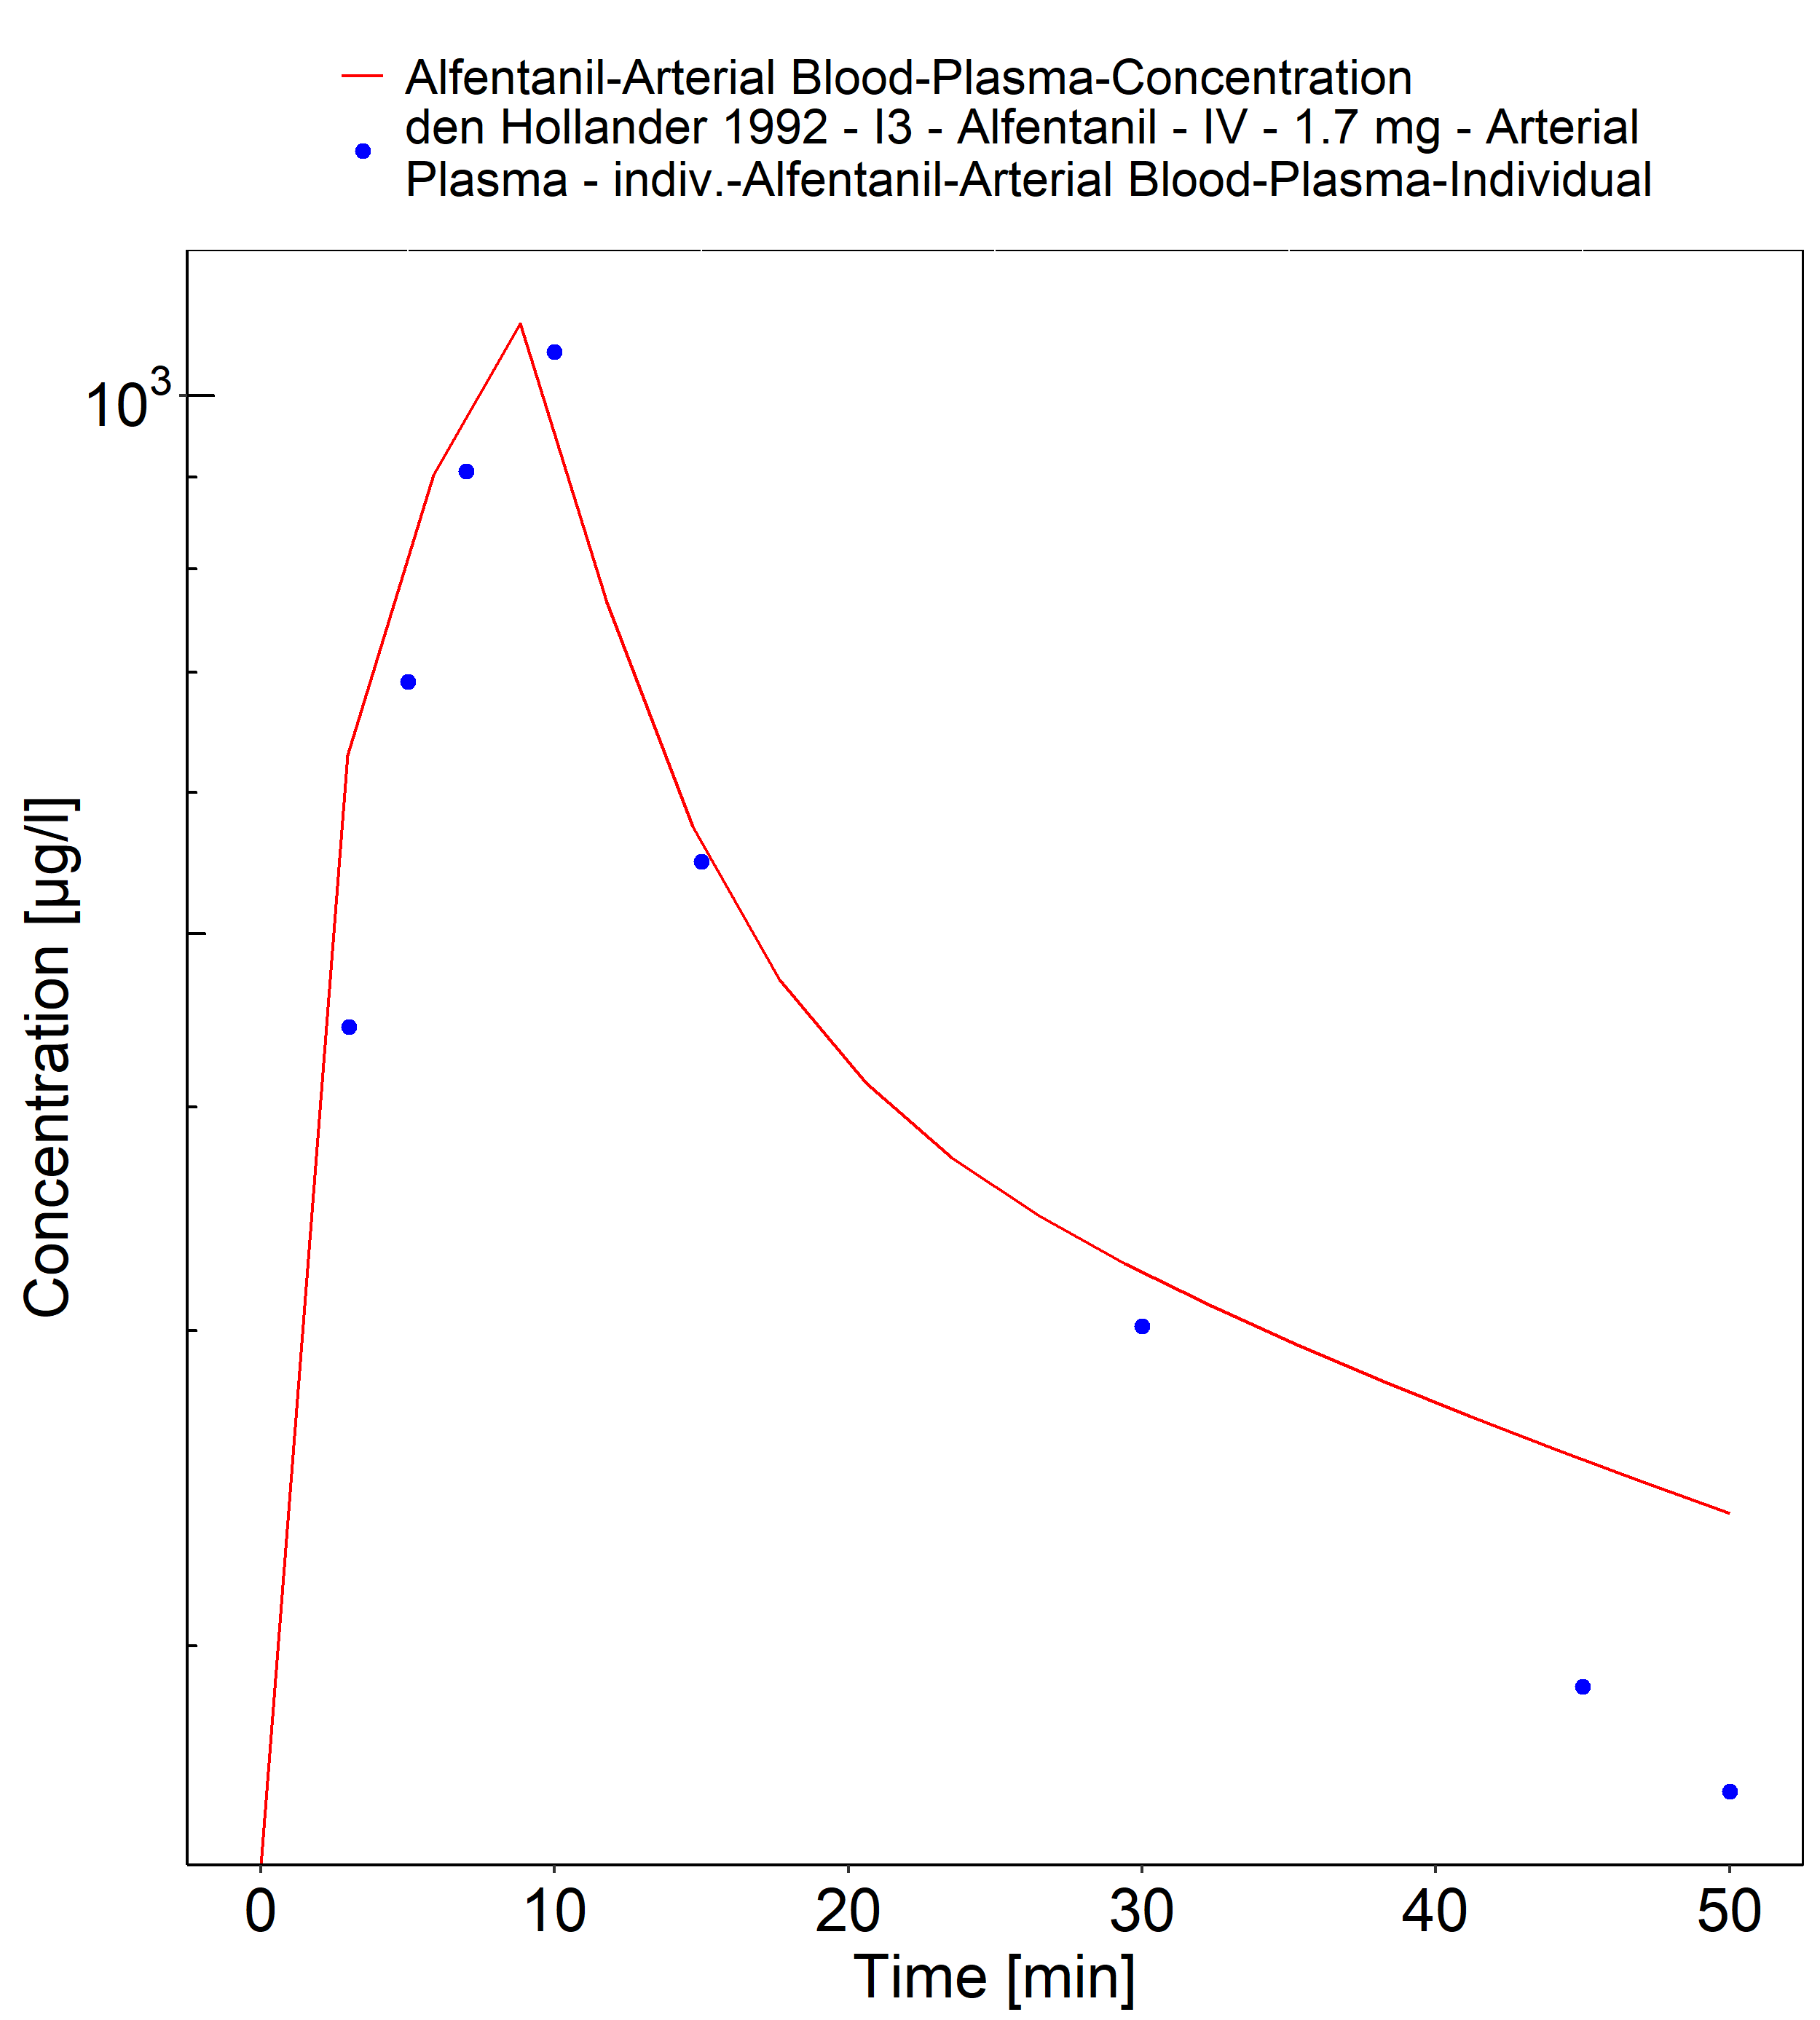 Alfentanil-Arterial Blood-Plasma-Concentration
den Hollander 1992 - I3 - Alfentanil - IV - 1.7 mg - Arterial
Plasma - indiv.-Alfentanil-Arterial Blood-Plasma-Individual
10³
Concentration [µg/l]
0 10 20 30 40 50
Time [min]